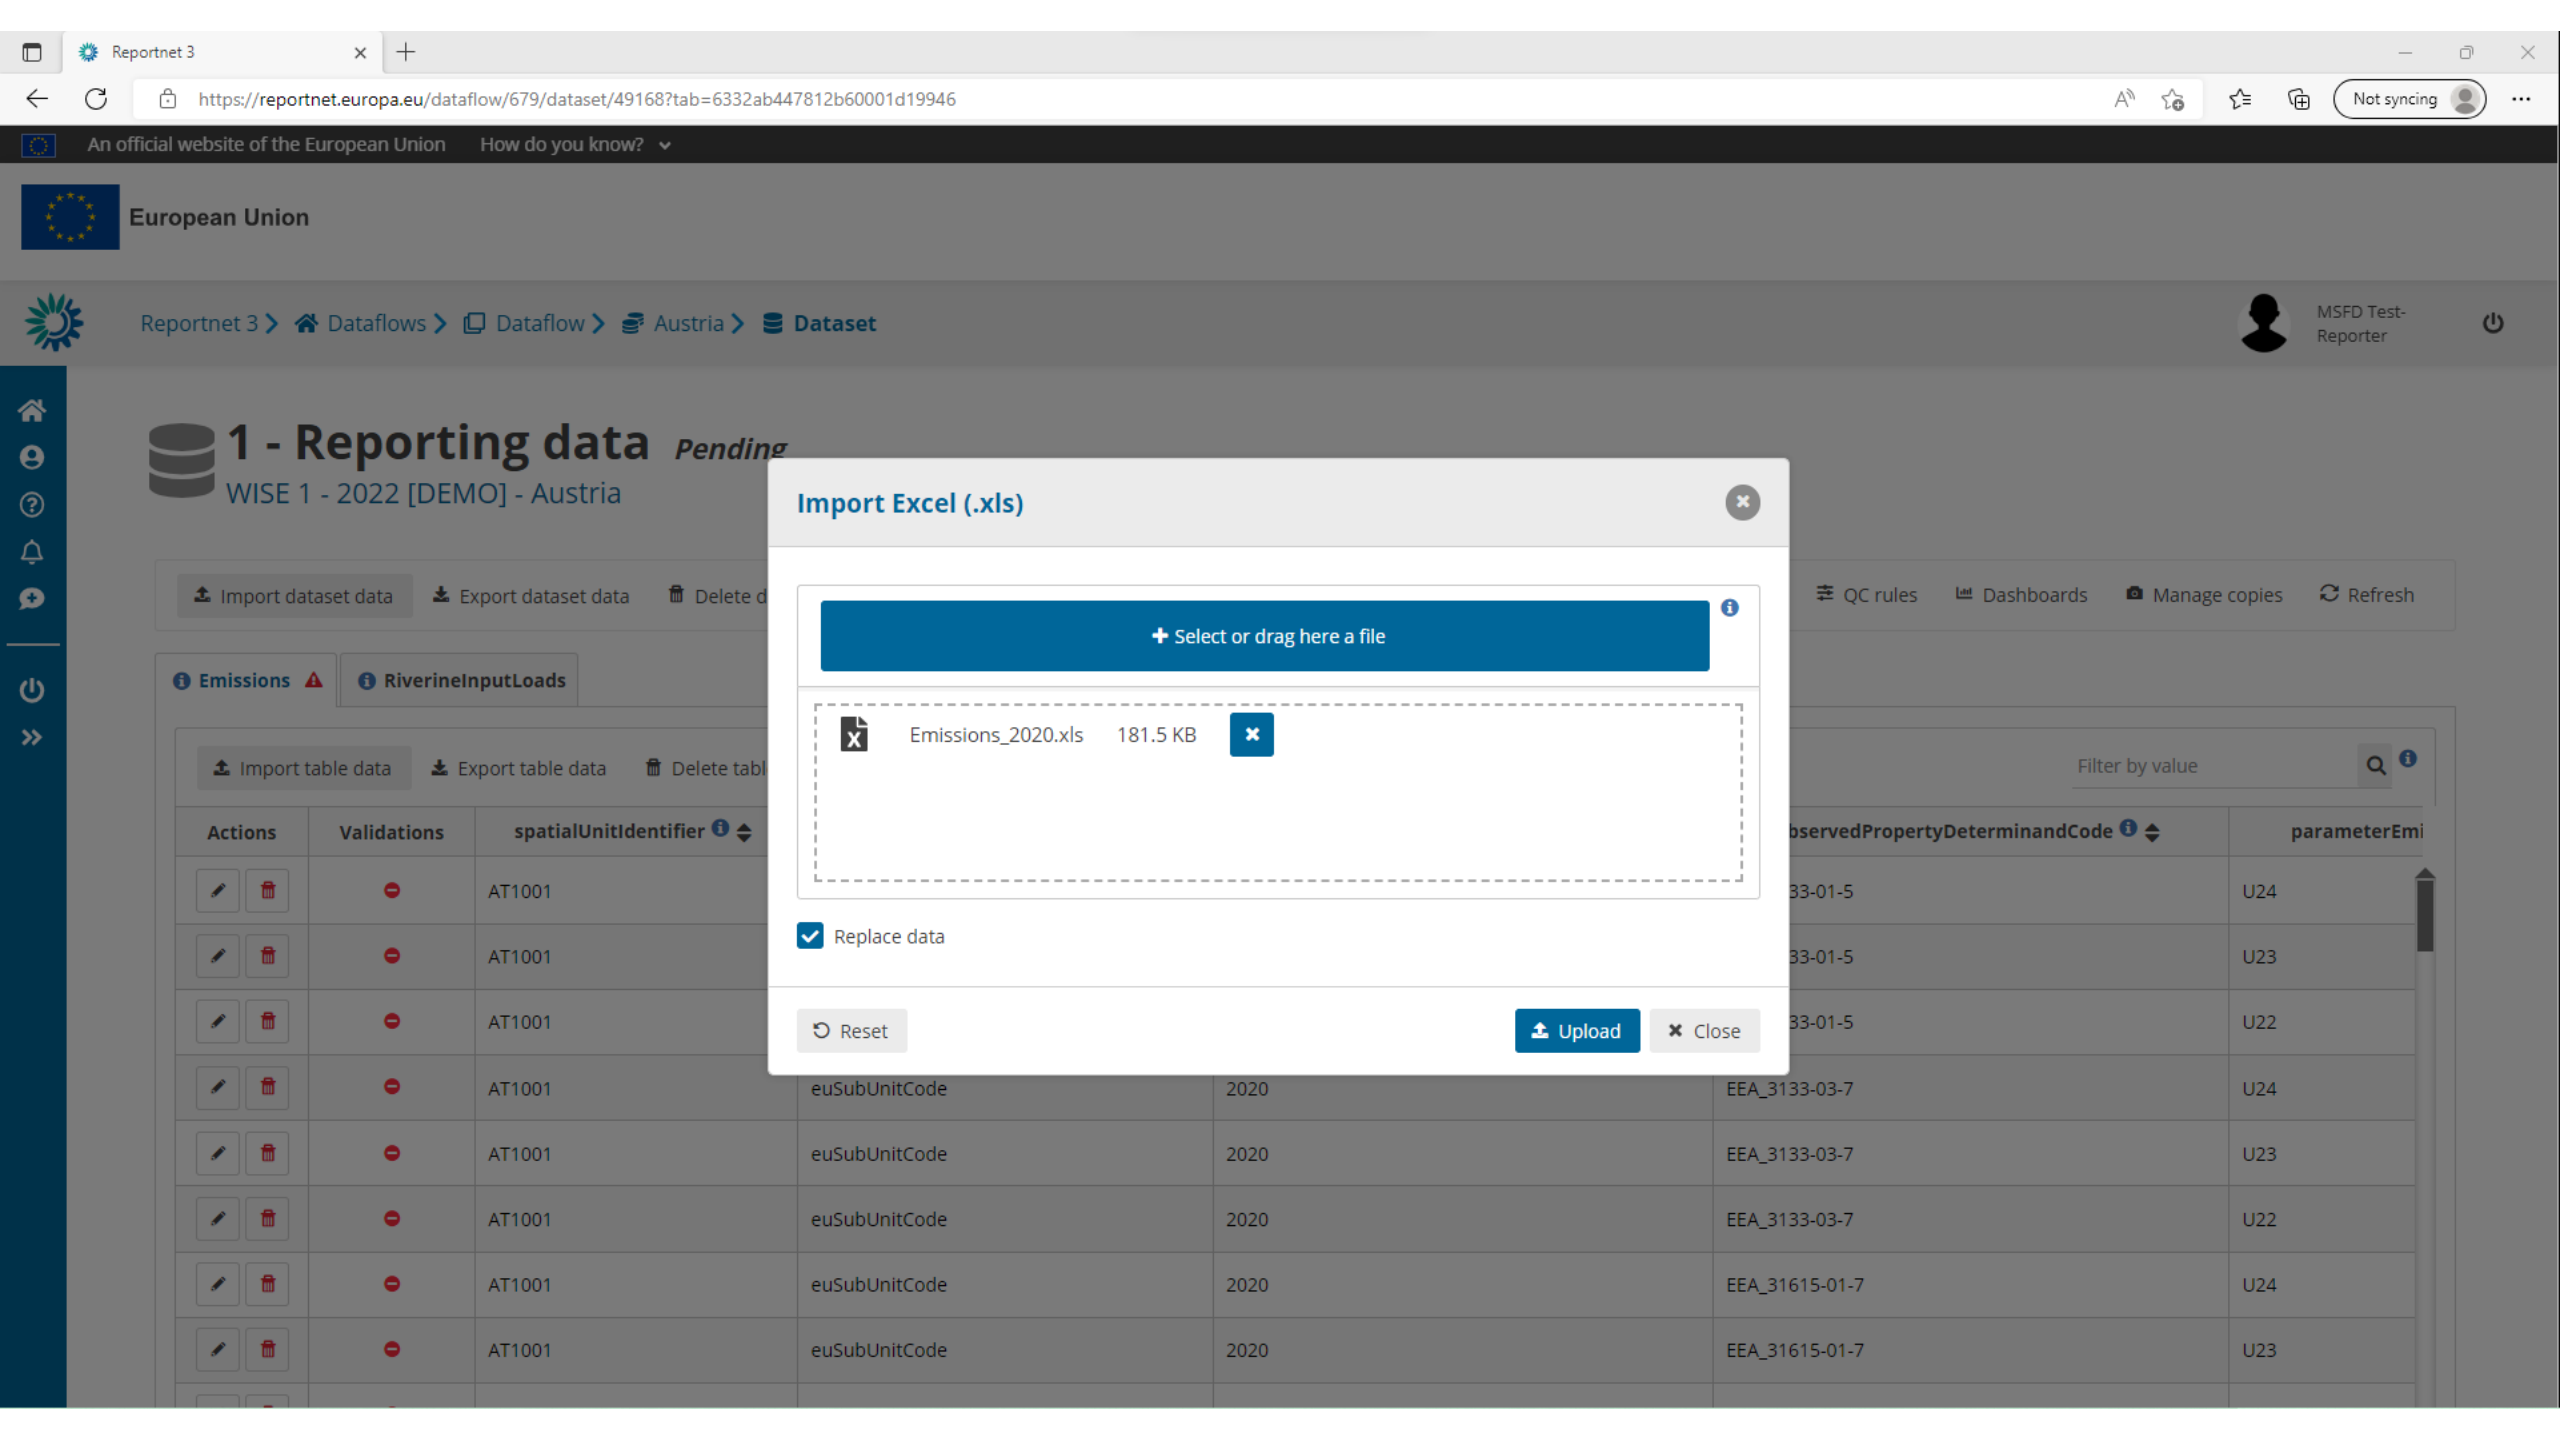 Reportnet 3
https://reportnet.europa.eu/dataflow/679/dataset/49168?tab=6332ab447812b60001d19946
Not syncing
An official website of the European Union How do you know?
European Union
Reportnet 3 Dataflows Dataflow Austria Dataset
MSFD Test-
Reporter
1 - Reporting data Pending
WISE 1 - 2022 [DEMO] - Austria
Import Excel (.xls)
Import dataset data Export dataset data Delete d
QC rules Dashboards Manage copies Refresh
+ Select or drag here a file
Emissions RiverineInputLoads
Emissions_2020.xls 181.5 KB
Import table data Export table data Delete tabl
Filter by value
Actions Validations spatialUnitIdentifier bservedPropertyDeterminandCode parameterEmi
AT1001 33-01-5 U24
Replace data
AT1001 33-01-5 U23
AT1001 33-01-5 U22
Reset Upload Close
AT1001 euSubUnitCode 2020 EEA_3133-03-7 U24
AT1001 euSubUnitCode 2020 EEA_3133-03-7 U23
AT1001 euSubUnitCode 2020 EEA_3133-03-7 U22
AT1001 euSubUnitCode 2020 EEA_31615-01-7 U24
AT1001 euSubUnitCode 2020 EEA_31615-01-7 U23